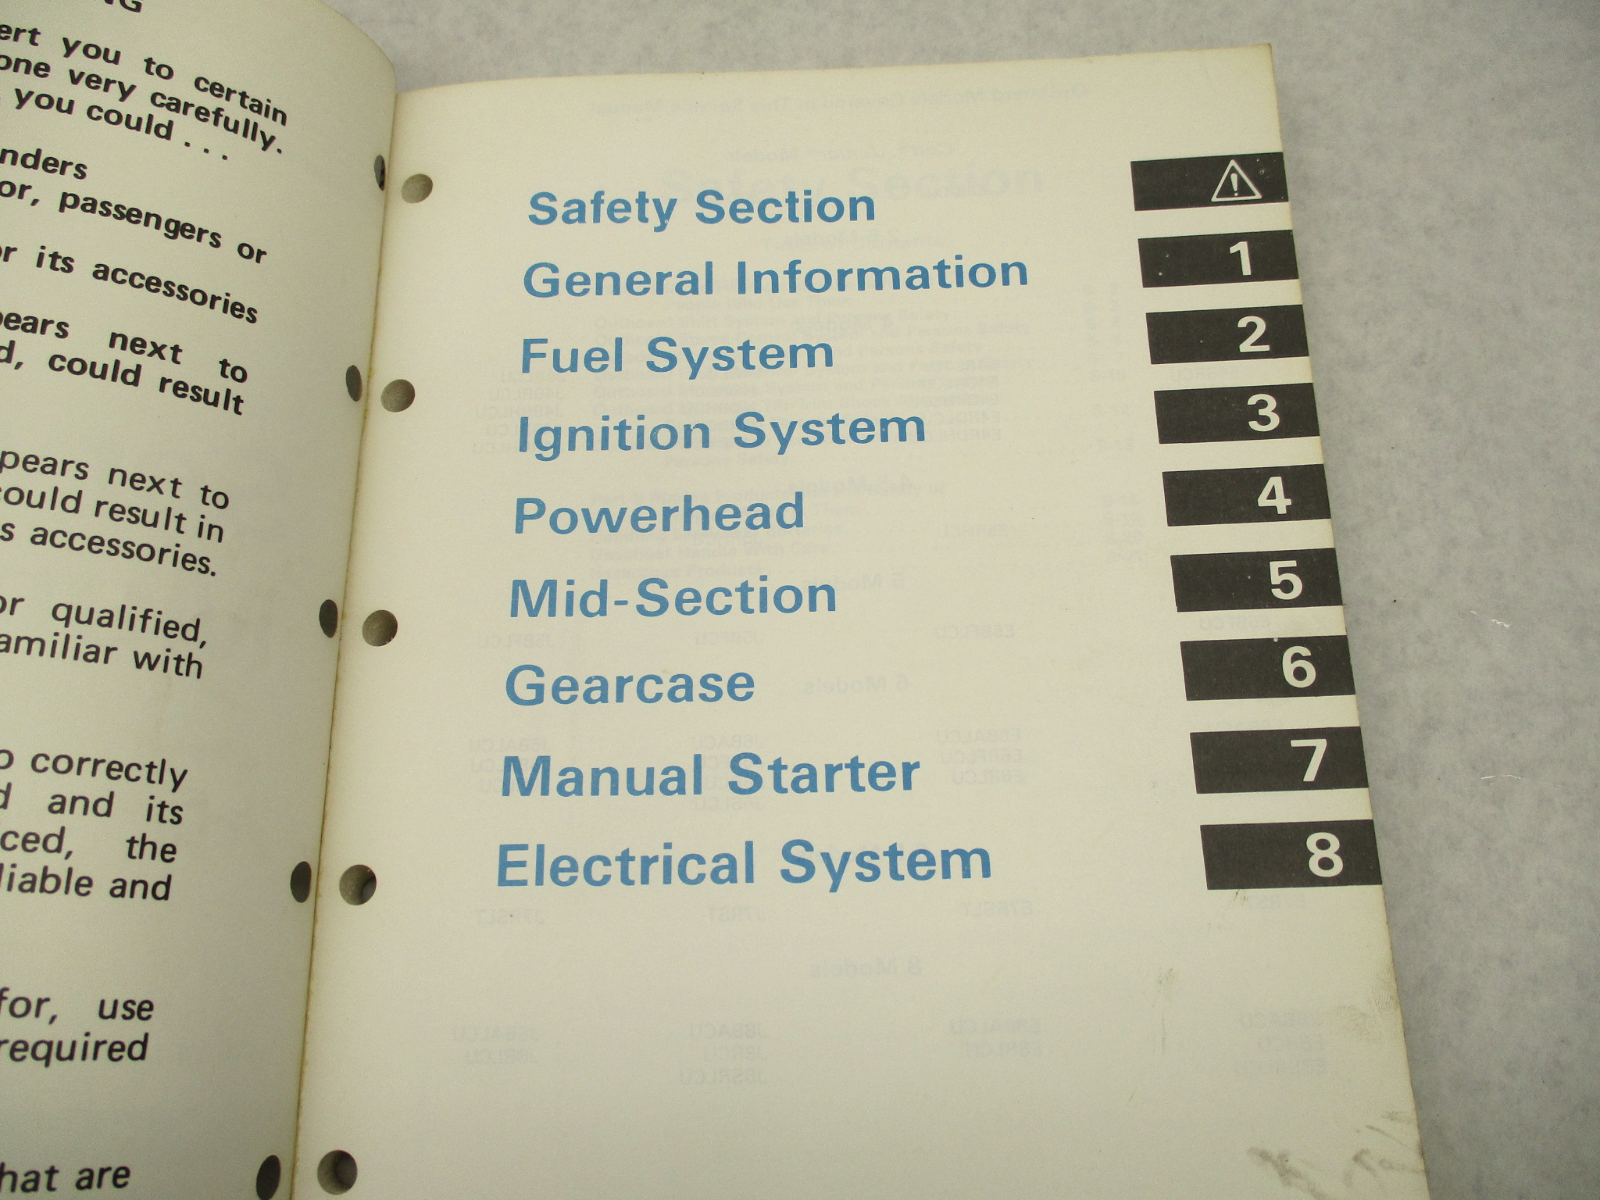 ert you to certain
one very carefully.
you could . . .
nders
or, passengers or
r its accessories
pears next to
d, could result
pears next to
could result in
s accessories.
or qualified,
amiliar with
o correctly
d and its
ced, the
liable and
for, use
required
hat are
Safety Section
General Information 1
Fuel System 2
Ignition System 3
Powerhead 4
Mid-Section 5
Gearcase 6
Manual Starter 7
Electrical System 8